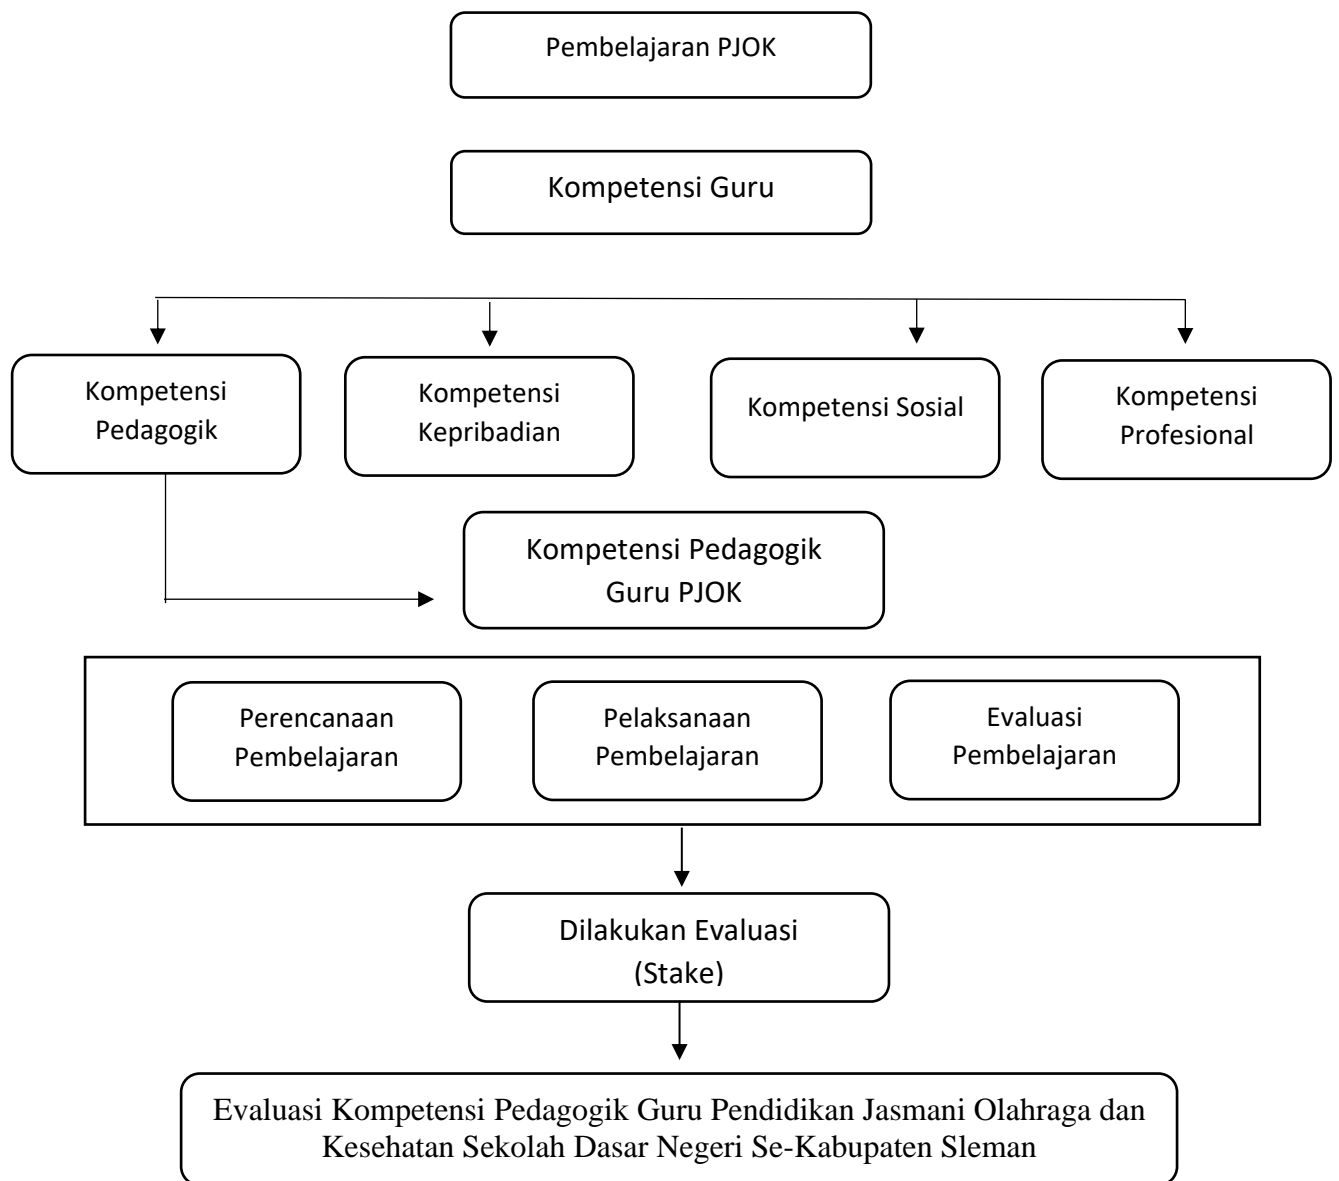 Pembelajaran PJOK
Kompetensi Guru
Kompetensi
Pedagogik
Kompetensi
Kepribadian
Kompetensi Sosial
Kompetensi
Profesional
Kompetensi Pedagogik
Guru PJOK
Perencanaan
Pembelajaran
Pelaksanaan
Pembelajaran
Evaluasi
Pembelajaran
Dilakukan Evaluasi
(Stake)
Evaluasi Kompetensi Pedagogik Guru Pendidikan Jasmani Olahraga dan
Kesehatan Sekolah Dasar Negeri Se-Kabupaten Sleman